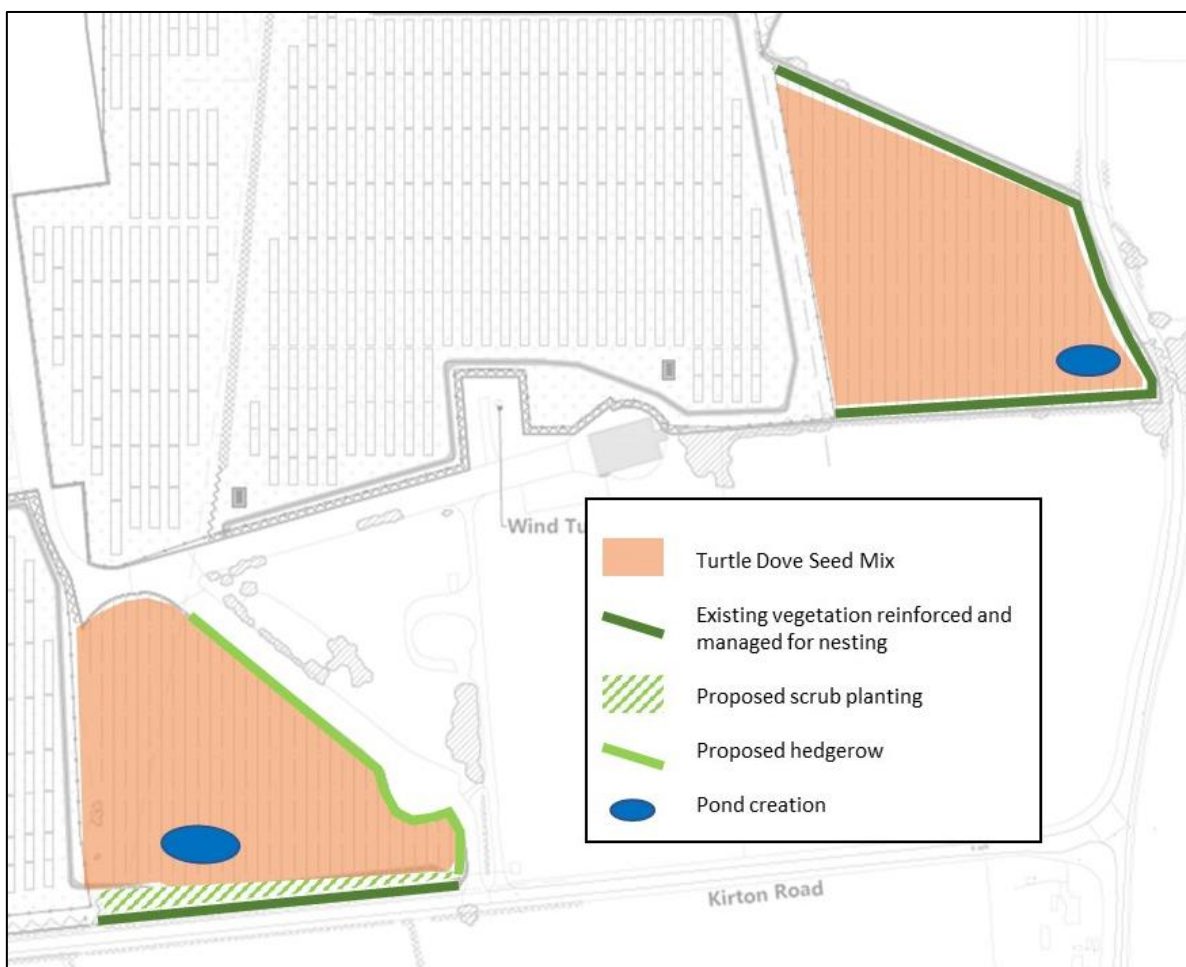 Wind Tu
Turtle Dove Seed Mix
Existing vegetation reinforced and
managed for nesting
Proposed scrub planting
Proposed hedgerow
Pond creation
Kirton Road